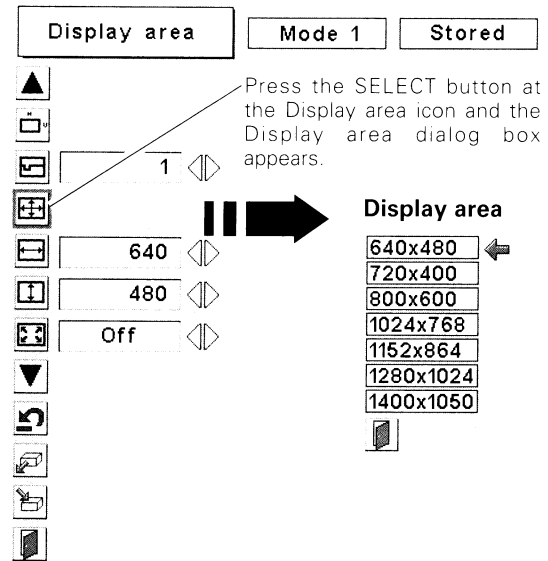 Display area
Mode 1
Stored
Press the SELECT button at
the Display area icon and the
Display area dialog box
appears.
1
640
480
Off
Display area
640x480
720x400
800x600
1024x768
1152x864
1280x1024
1400x1050